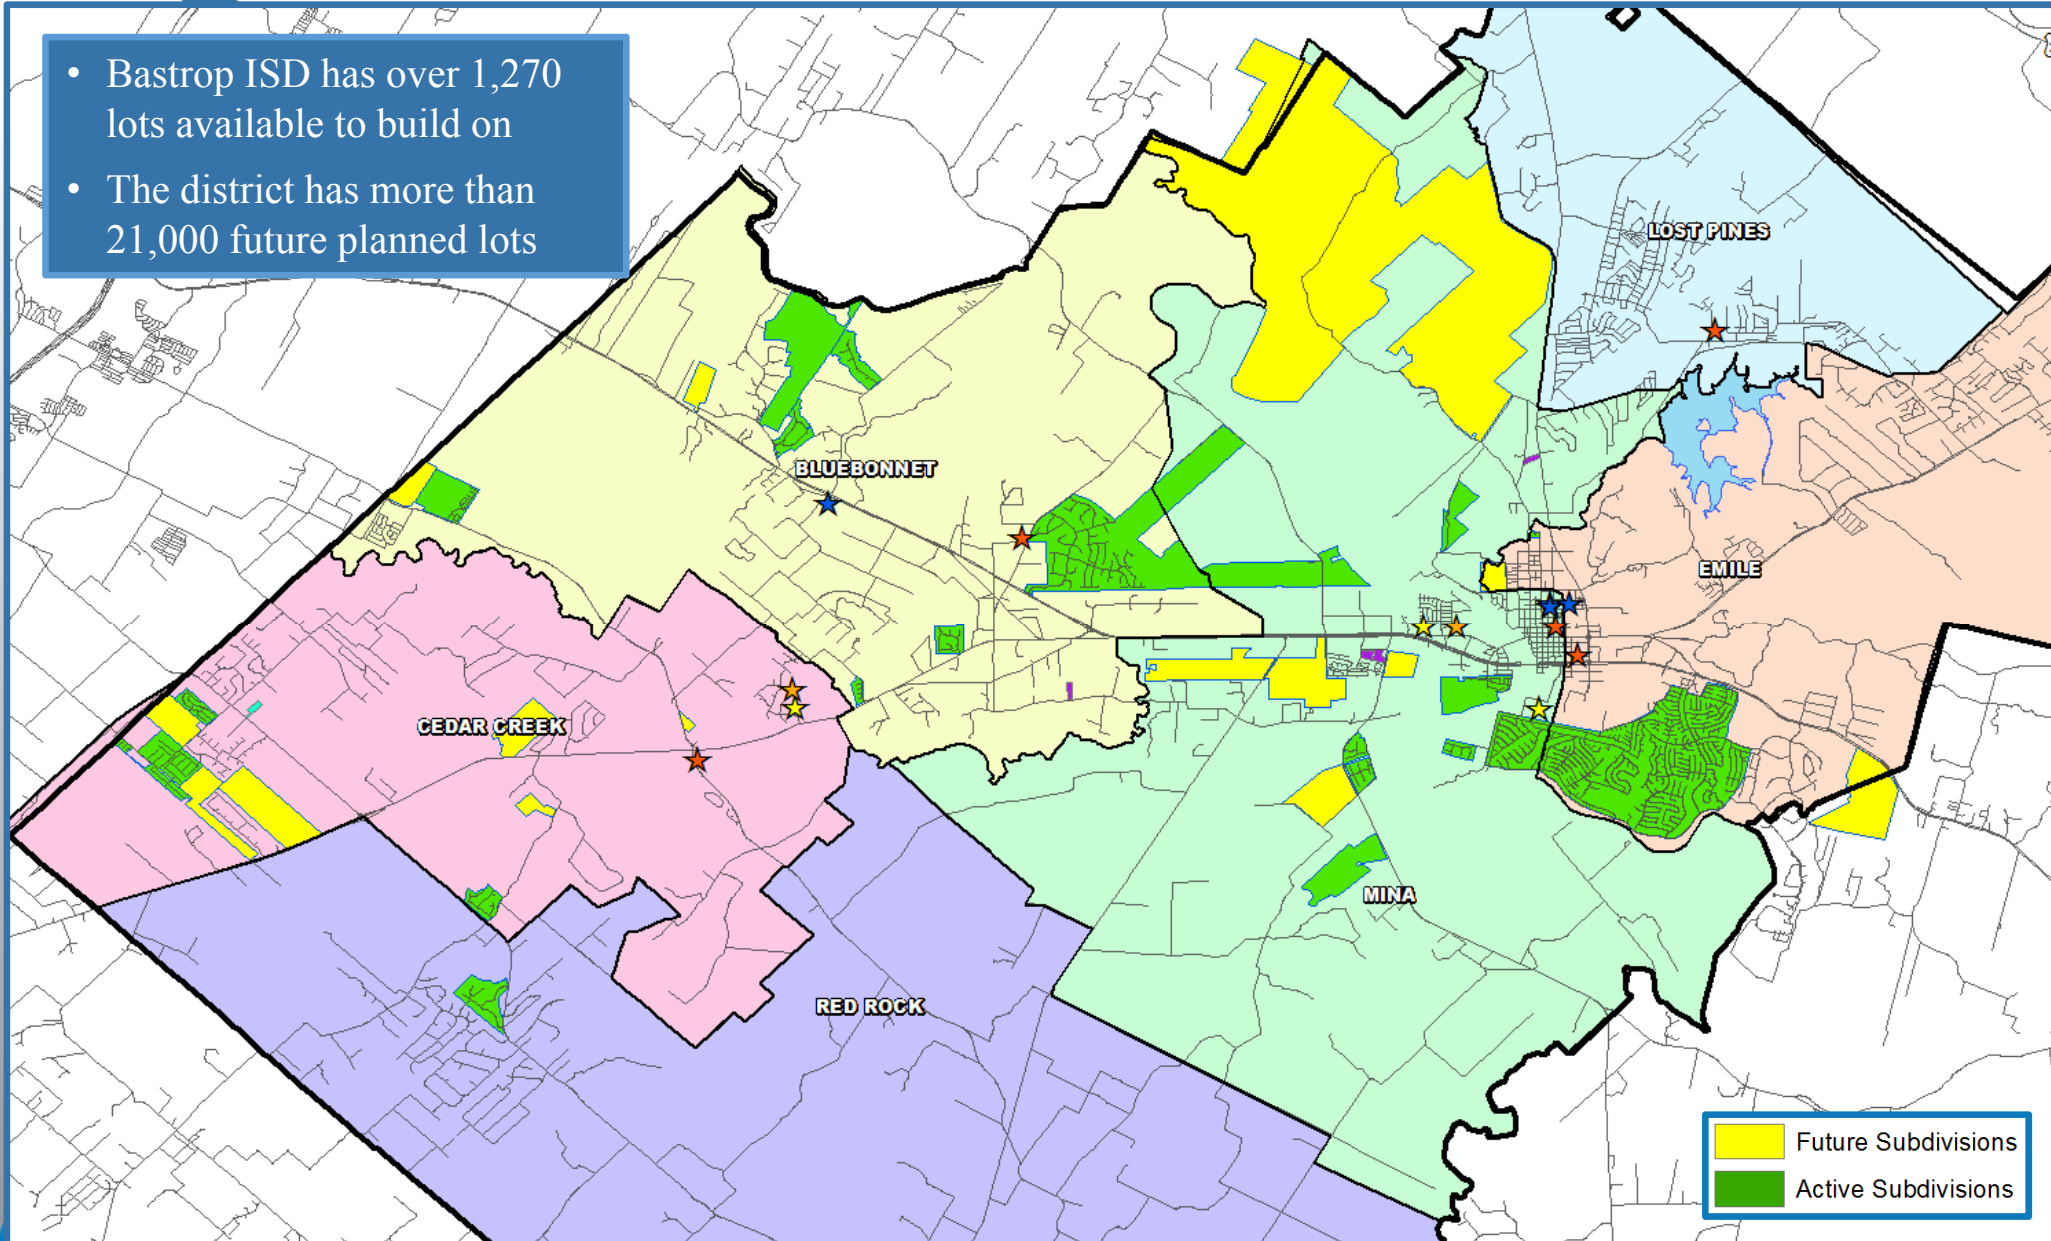 • Bastrop ISD has over 1,270
lots available to build on
• The district has more than
21,000 future planned lots
LOST PINES
BLUEBONNET
EMILE
CEDAR CREEK
MINA
RED ROCK
Future Subdivisions
Active Subdivisions